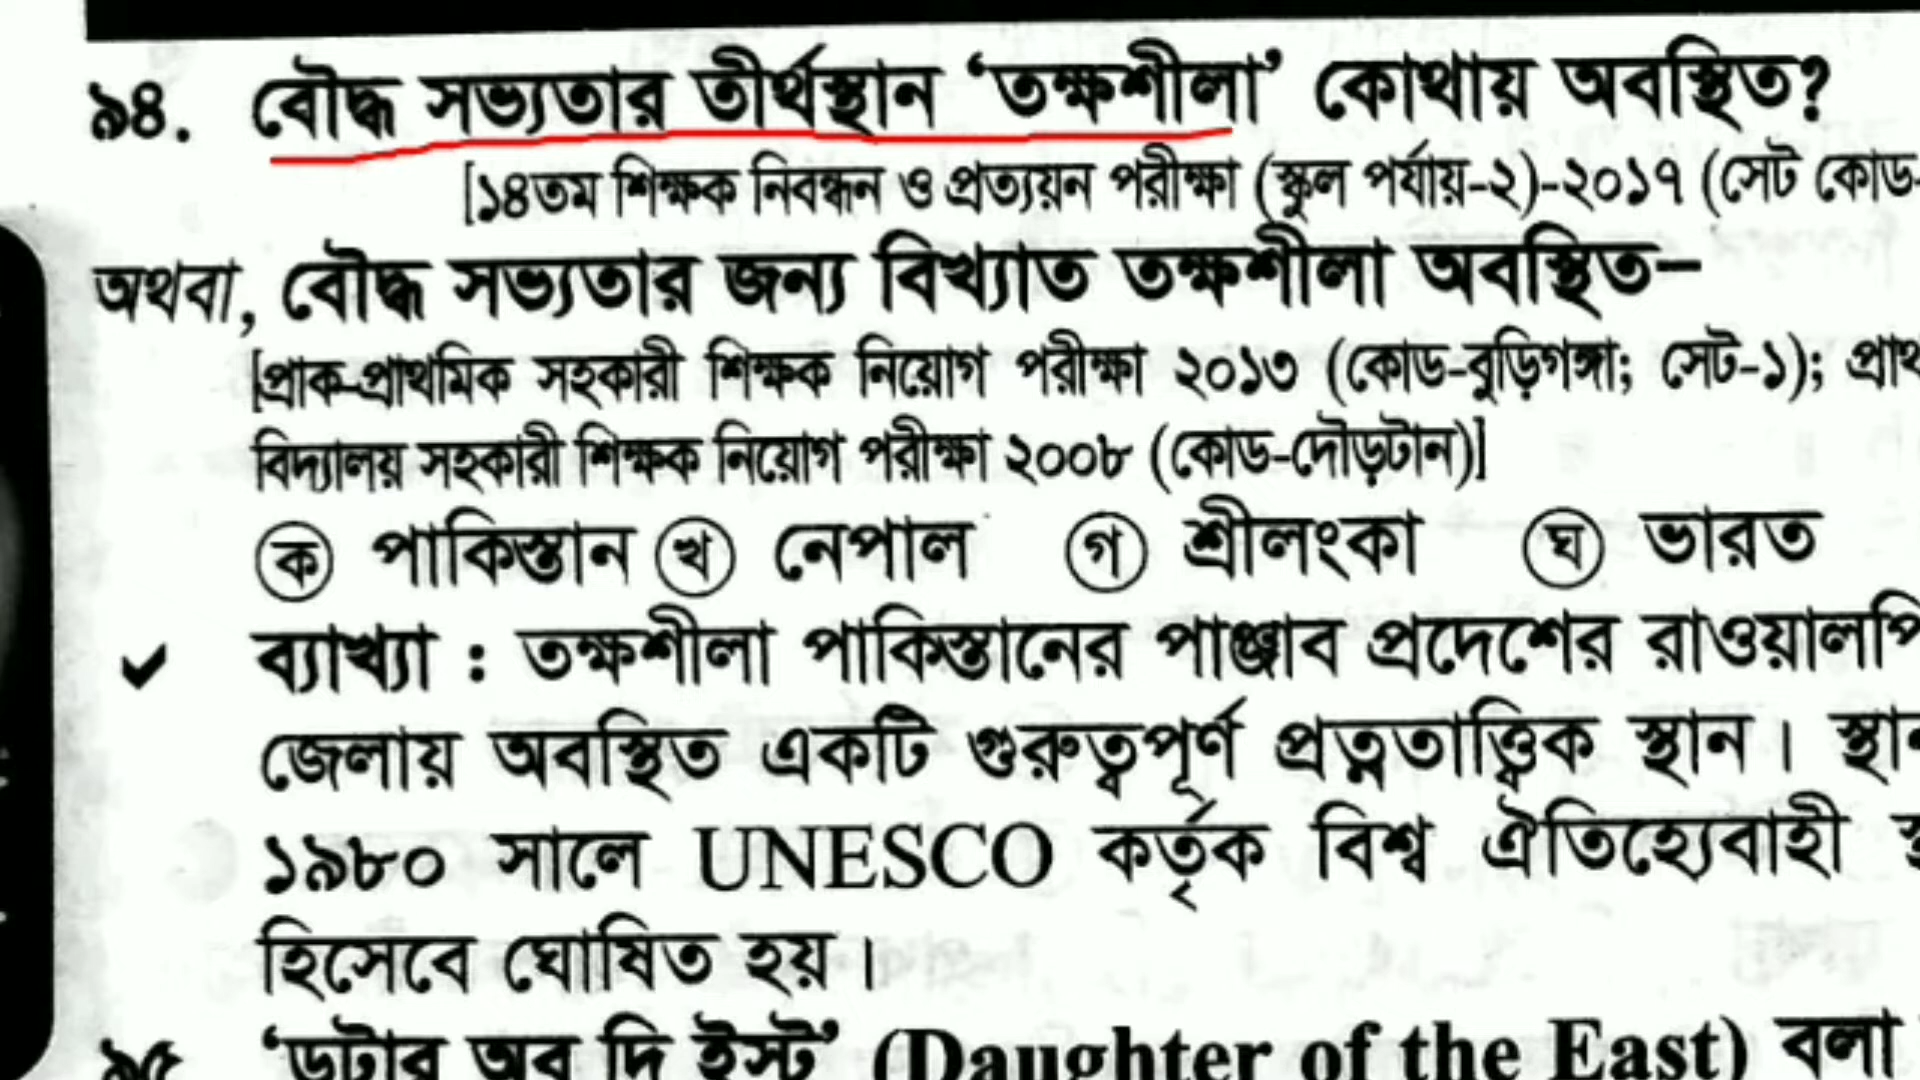 ৯৪. বৌদ্ধ সভ্যতার তীর্থস্থান ‘তক্ষশীলা’ কোথায় অবস্থিত?
[১৪তম শিক্ষক নিবন্ধন ও প্রত্যয়ন পরীক্ষা (স্কুল পর্যায়-২)-২০১৭ (সেট কোড-
অথবা, বৌদ্ধ সভ্যতার জন্য বিখ্যাত তক্ষশীলা অবস্থিত–
[প্রাক-প্রাথমিক সহকারী শিক্ষক নিয়োগ পরীক্ষা ২০১৩ (কোড-বুড়িগঙ্গা; সেট-১);
বিদ্যালয় সহকারী শিক্ষক নিয়োগ পরীক্ষা ২০০৮ (কোড-দৌড়টান)]
ক পাকিস্তান খ নেপাল গ শ্রীলংকা ঘ ভারত
ব্যাখ্যা : তক্ষশীলা পাকিস্তানের পাঞ্জাব প্রদেশের রাওয়ালপি
জেলায় অবস্থিত একটি গুরুত্বপূর্ণ প্রত্নতাত্ত্বিক স্থান। স্থান
১৯৮০ সালে UNESCO কর্তৃক বিশ্ব ঐতিহ্যেবাহী
হিসেবে ঘোষিত হয়।
৯৫ ‘ডটার অব দি ইস্ট’ (Daughter of the East) বলা